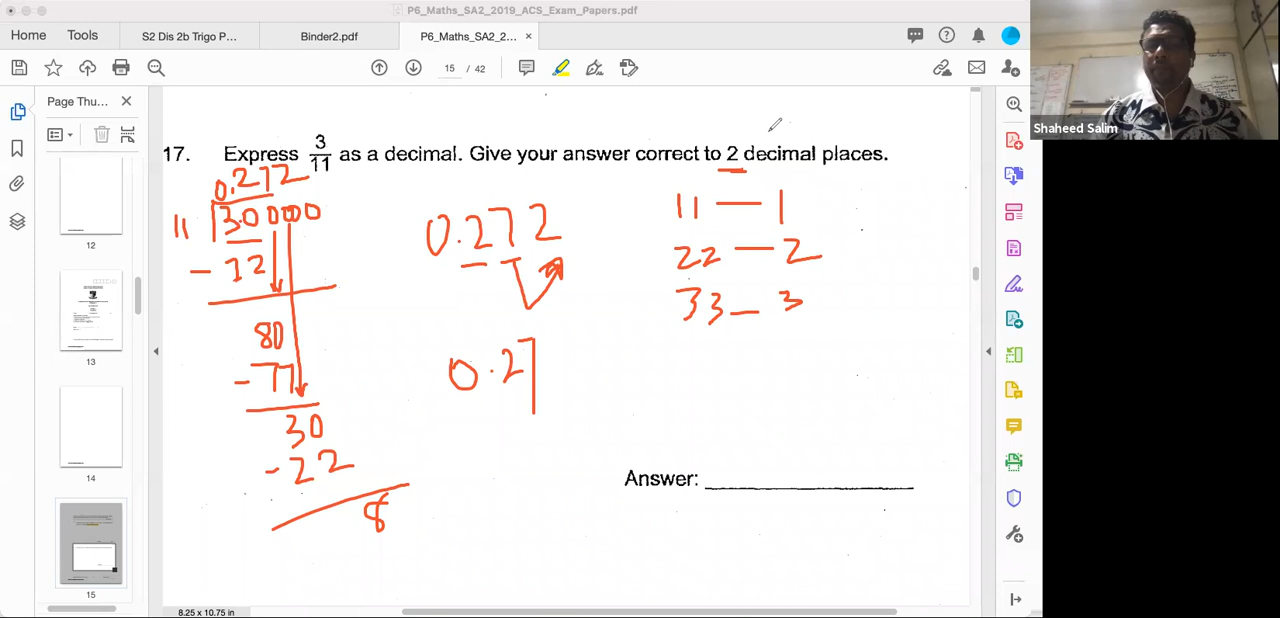 P6_Maths_SA2_2019_ACS_Exam_Papers.pdf
Home Tools S2 Dis 2b Trigo P... Binder2.pdf P6_Maths_SA2_2... ×
15 / 42
Page Thu... ×
12
13
14
15
17. Express 3/11 as a decimal. Give your answer correct to 2 decimal places.
0.272
11 3.0000
- 22
80
- 77
30
- 22
8
0.272
0.27
11 — 1
22 — 2
33 — 3
Answer:
8.25 x 10.75 in
Shaheed Salim